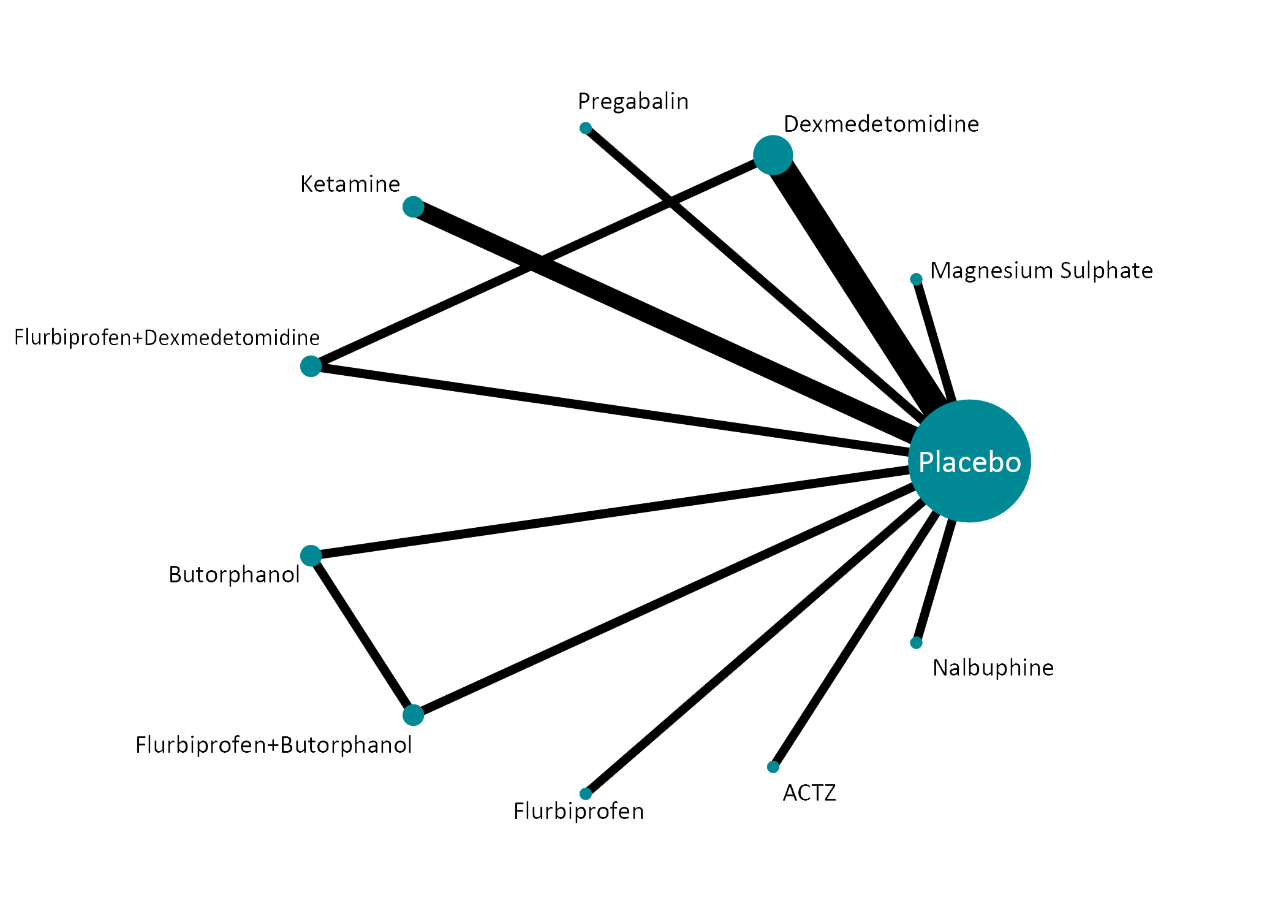 Pregabalin
Dexmedetomidine
Ketamine
Magnesium Sulphate
Flurbiprofen+Dexmedetomidine
Placebo
Butorphanol
Nalbuphine
Flurbiprofen+Butorphanol
ACTZ
Flurbiprofen